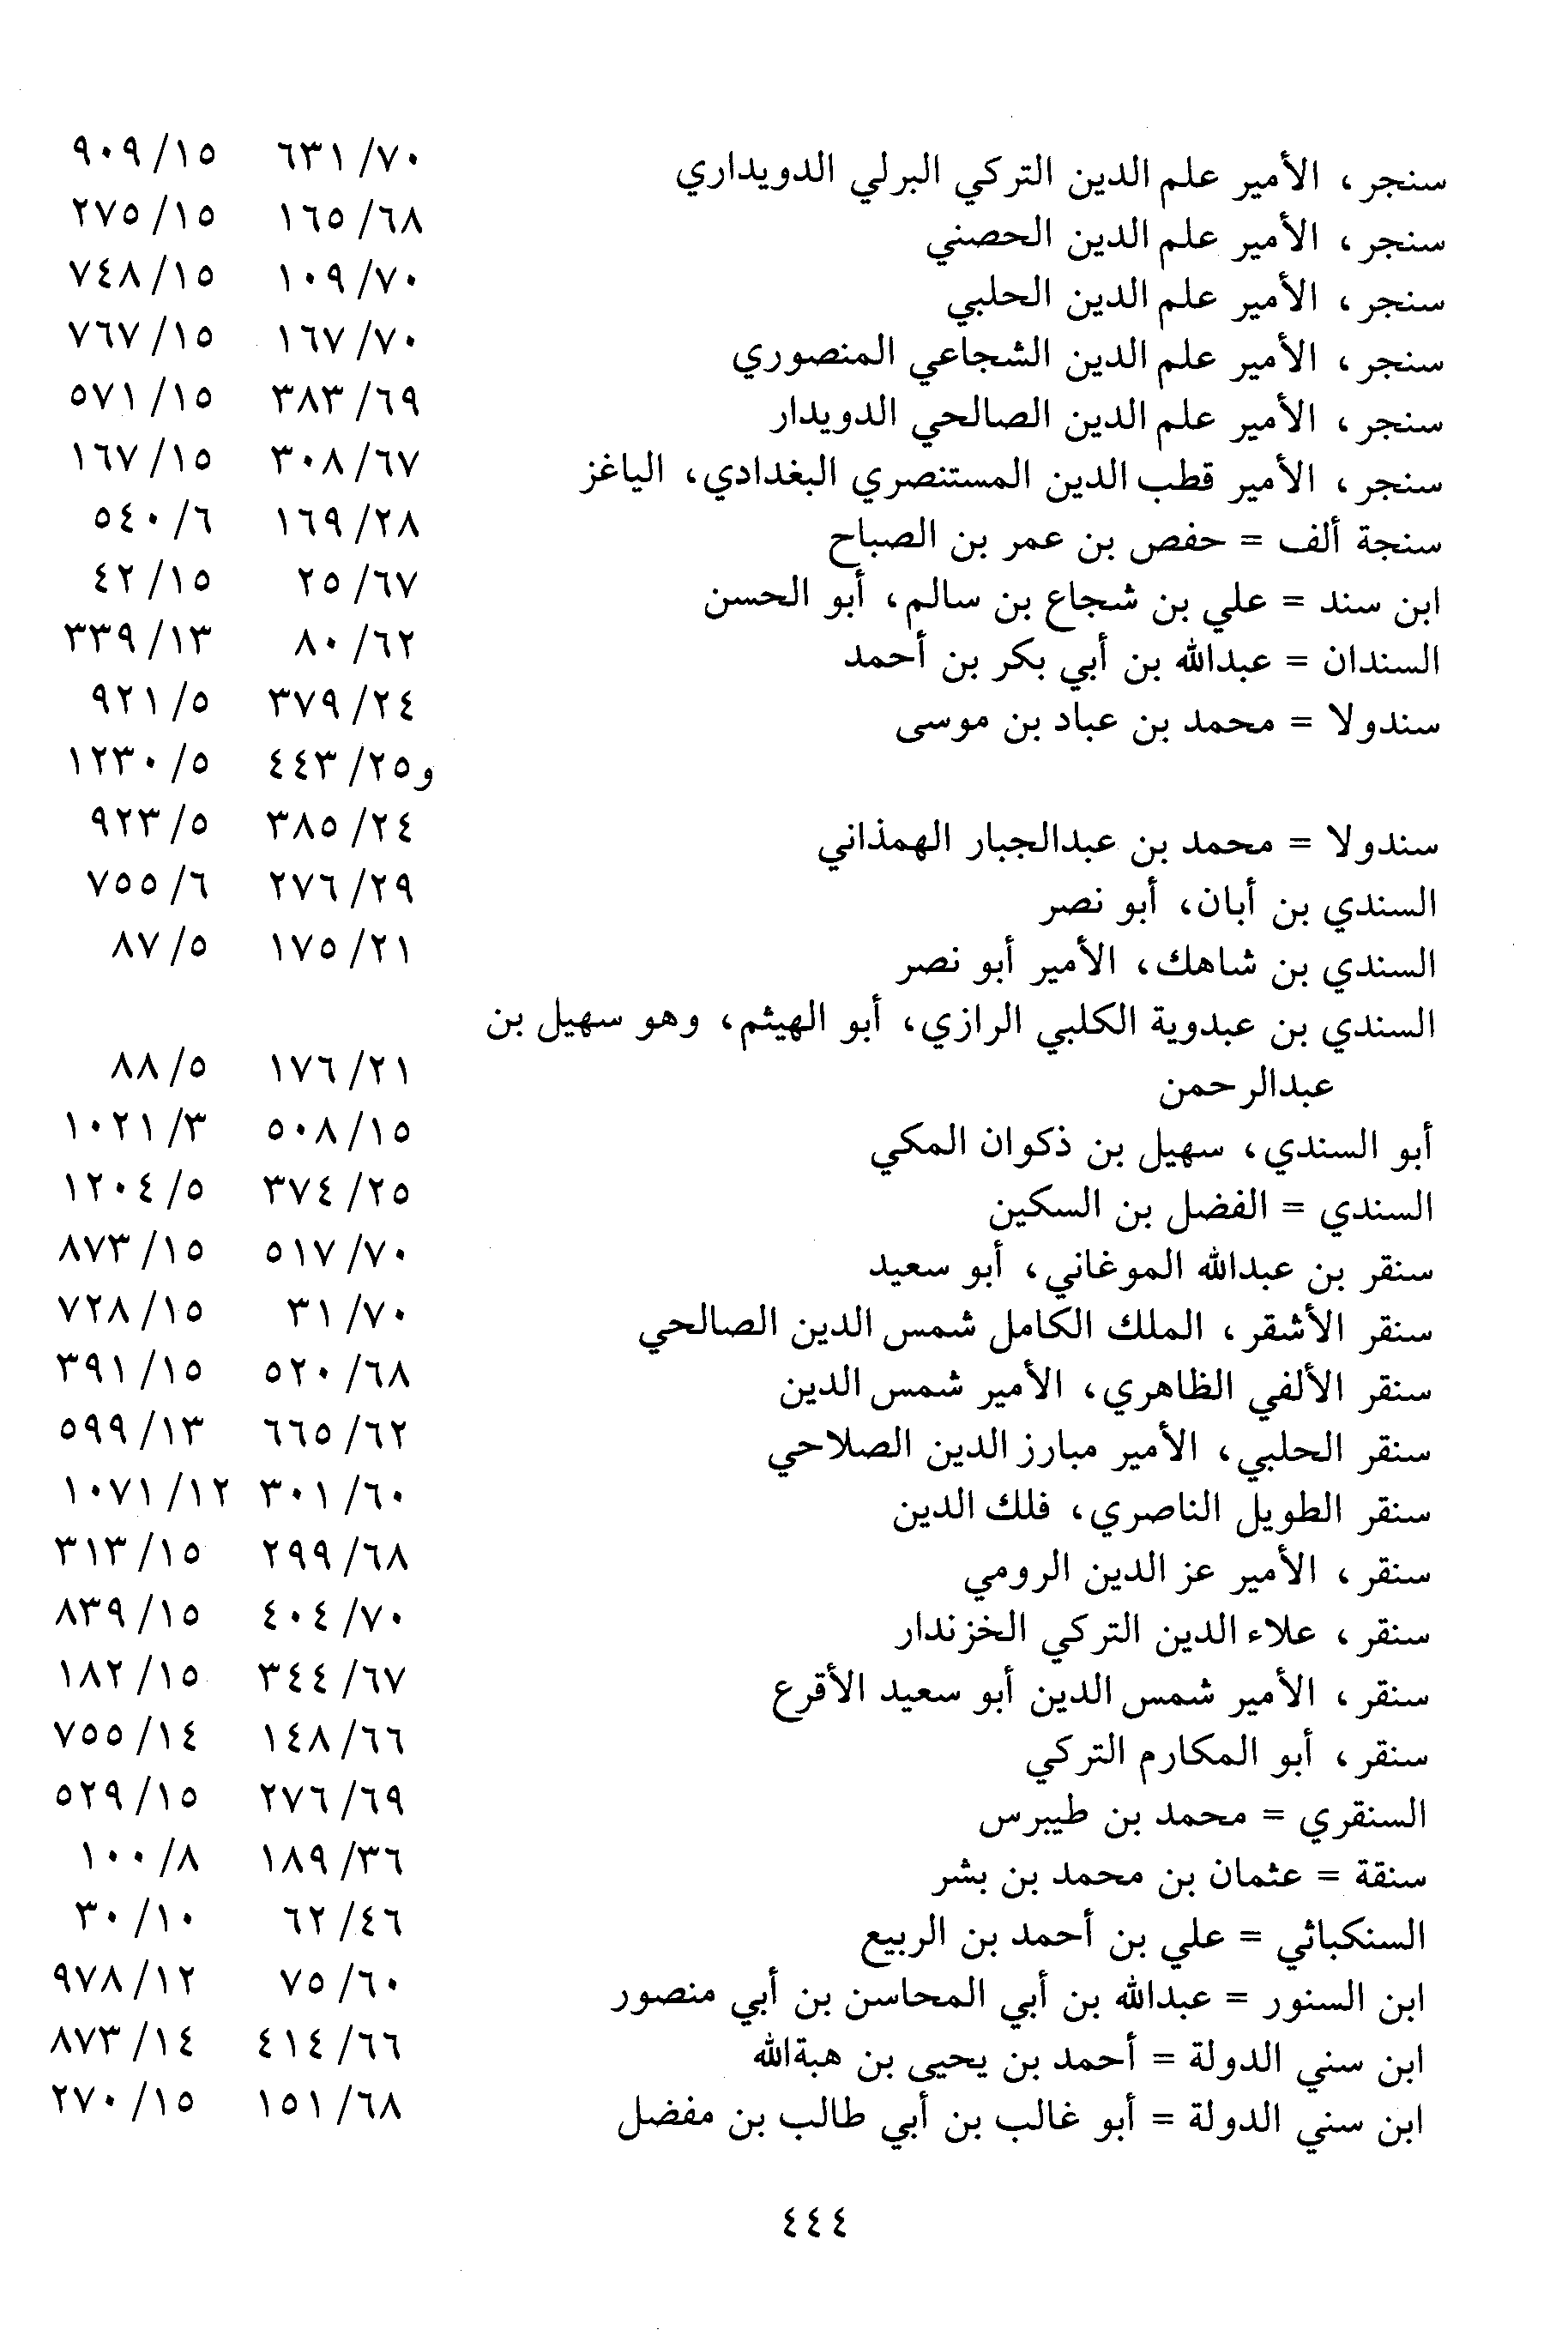 سنجر، الأمير علم الدين التركي البرلي الدويداري ٦٣١/٧٠ ٩٠٩/١٥
سنجر، الأمير علم الدين الحصني ١٦٥/٦٨ ٢٧٥/١٥
سنجر، الأمير علم الدين الحلبي ١٠٩/٧٠ ٧٤٨/١٥
سنجر، الأمير علم الدين الشجاعي المنصوري ١٦٧/٧٠ ٧٦٧/١٥
سنجر، الأمير علم الدين الصالحي الدويدار ٣٨٣/٦٩ ٥٧١/١٥
سنجر، الأمير قطب الدين المستنصري البغدادي، الياغز ٣٠٨/٦٧ ١٦٧/١٥
سنجة ألف = حفص بن عمر بن الصباح ١٦٩/٢٨ ٥٤٠/٦
ابن سند = علي بن شجاع بن سالم، أبو الحسن ٢٥/٦٧ ٤٢/١٥
السندان = عبدالله بن أبي بكر بن أحمد ٨٠/٦٢ ٣٣٩/١٣
سندولا = محمد بن عباد بن موسى ٣٧٩/٢٤ ٩٢١/٥
و٤٤٣/٢٥ ١٢٣٠/٥
سندولا = محمد بن عبدالجبار الهمذاني ٣٨٥/٢٤ ٩٢٣/٥
السندي بن أبان، أبو نصر ٢٧٦/٢٩ ٧٥٥/٦
السندي بن شاهك، الأمير أبو نصر ١٧٥/٢١ ٨٧/٥
السندي بن عبدوية الكلبي الرازي، أبو الهيثم، وهو سهيل بن
عبدالرحمن ١٧٦/٢١ ٨٨/٥
أبو السندي، سهيل بن ذكوان المكي ٥٠٨/١٥ ١٠٢١/٣
السندي = الفضل بن السكين ٣٧٤/٢٥ ١٢٠٤/٥
سنقر بن عبدالله الموغاني، أبو سعيد ٥١٧/٧٠ ٨٧٣/١٥
سنقر الأشقر، الملك الكامل شمس الدين الصالحي ٣١/٧٠ ٧٢٨/١٥
سنقر الألفي الظاهري، الأمير شمس الدين ٥٢٠/٦٨ ٣٩١/١٥
سنقر الحلبي، الأمير مبارز الدين الصلاحي ٦٦٥/٦٢ ٥٩٩/١٣
سنقر الطويل الناصري، فلك الدين ٣٠١/٦٠ ١٠٧١/١٢
سنقر، الأمير عز الدين الرومي ٢٩٩/٦٨ ٣١٣/١٥
سنقر، علاء الدين التركي الخزندار ٤٠٤/٧٠ ٨٣٩/١٥
سنقر، الأمير شمس الدين أبو سعيد الأقرع ٣٤٤/٦٧ ١٨٢/١٥
سنقر، أبو المكارم التركي ١٤٨/٦٦ ٧٥٥/١٤
السنقري = محمد بن طيبرس ٢٧٦/٦٩ ٥٢٩/١٥
سنقة = عثمان بن محمد بن بشر ١٨٩/٣٦ ١٠٠/٨
السنكباثي = علي بن أحمد بن الربيع ٦٢/٤٦ ٣٠/١٠
ابن السنور = عبدالله بن أبي المحاسن بن أبي منصور ٧٥/٦٠ ٩٧٨/١٢
ابن سني الدولة = أحمد بن يحيى بن هبةالله ٤١٤/٦٦ ٨٧٣/١٤
ابن سني الدولة = أبو غالب بن أبي طالب بن مفضل ١٥١/٦٨ ٢٧٠/١٥
٤٤٤